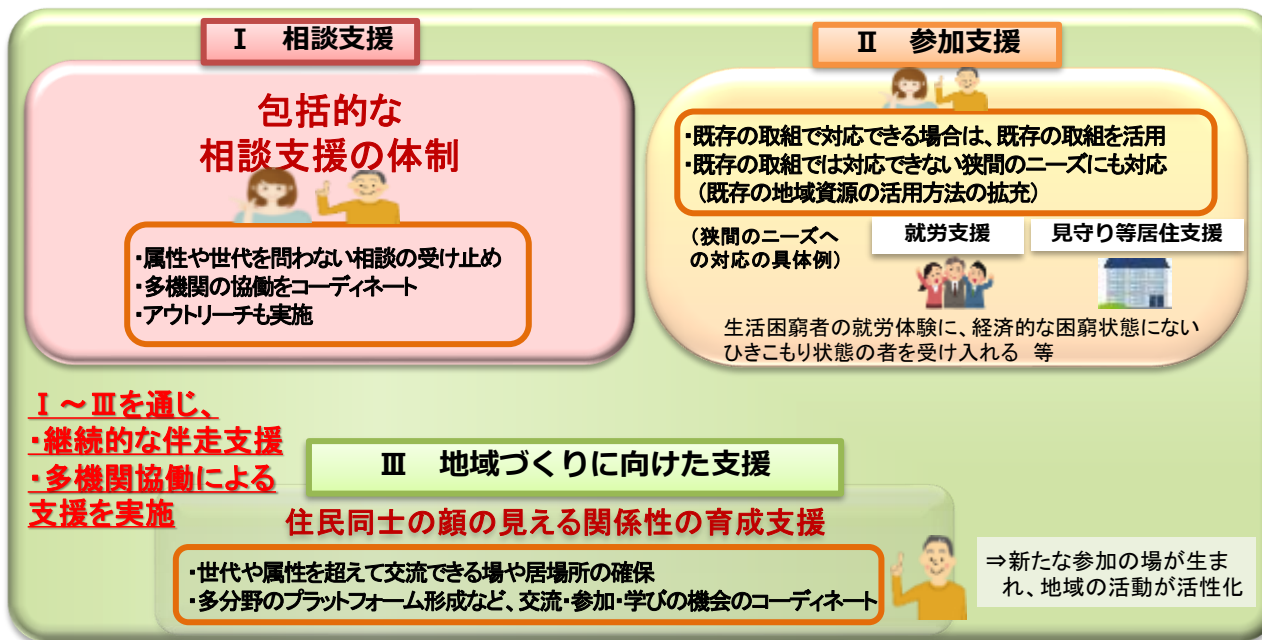 Ⅰ 相談支援
包括的な
相談支援の体制
・属性や世代を問わない相談の受け止め
・多機関の協働をコーディネート
・アウトリーチも実施
Ⅱ 参加支援
・既存の取組で対応できる場合は、既存の取組を活用
・既存の取組では対応できない狭間のニーズにも対応
(既存の地域資源の活用方法の拡充)
(狭間のニーズへ
の対応の具体例)
就労支援
見守り等居住支援
生活困窮者の就労体験に、経済的な困窮状態にない
ひきこもり状態の者を受け入れる 等
Ⅰ～Ⅲを通じ、
・継続的な伴走支援
・多機関協働による
支援を実施
Ⅲ 地域づくりに向けた支援
住民同士の顔の見える関係性の育成支援
・世代や属性を超えて交流できる場や居場所の確保
・多分野のプラットフォーム形成など、交流・参加・学びの機会のコーディネート
⇒新たな参加の場が生ま
れ、地域の活動が活性化